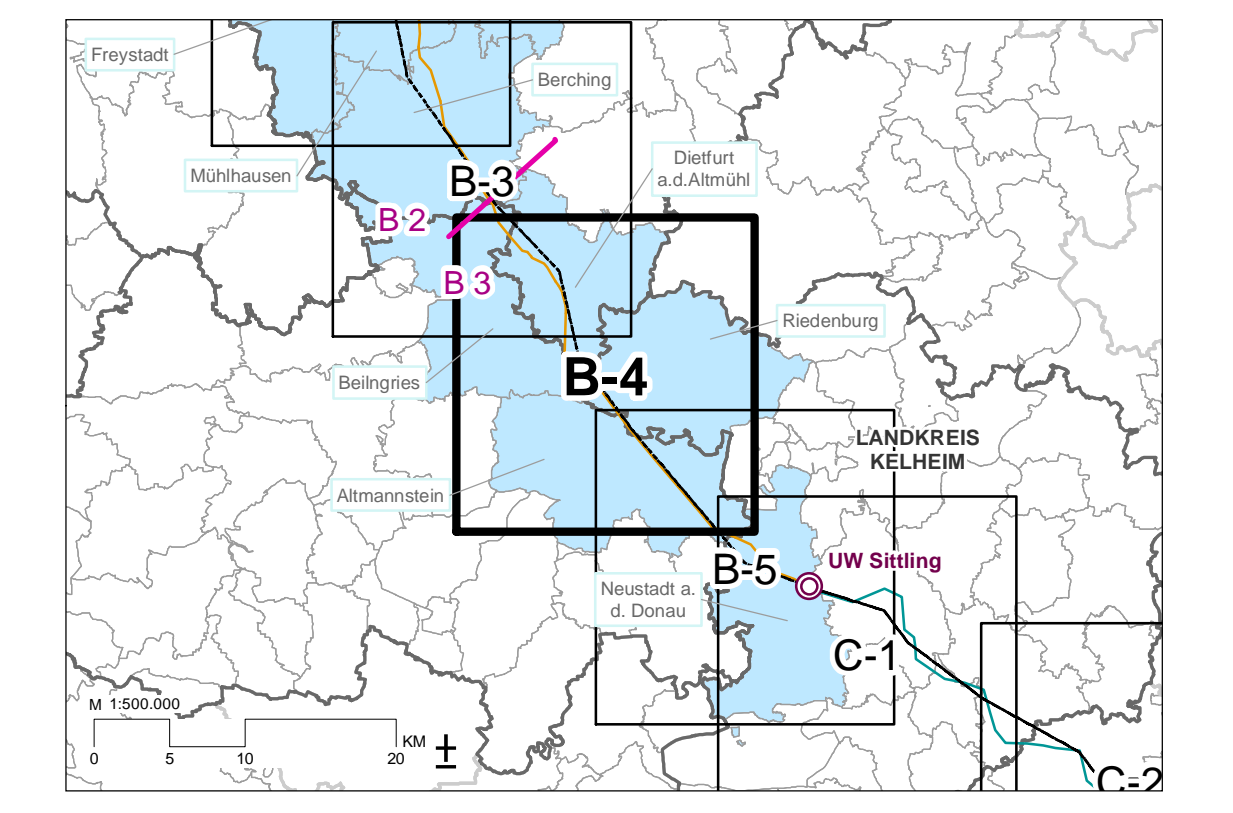 Freystadt
Berching
Mühlhausen
Dietfurt
a.d.Altmühl
B-3
B 2
B 3
Riedenburg
Beilngries
B-4
LANDKREIS
KELHEIM
Altmannstein
UW Sittling
B-5
Neustadt a.
d. Donau
C-1
M 1:500.000
KM
0 5 10 20
±
C-2